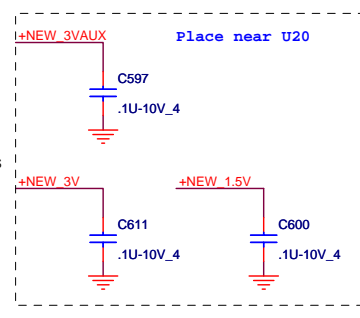 +NEW_3VAUX
Place near U20
C597
.1U-10V_4
+NEW_3V
+NEW_1.5V
C611
C600
.1U-10V_4
.1U-10V_4